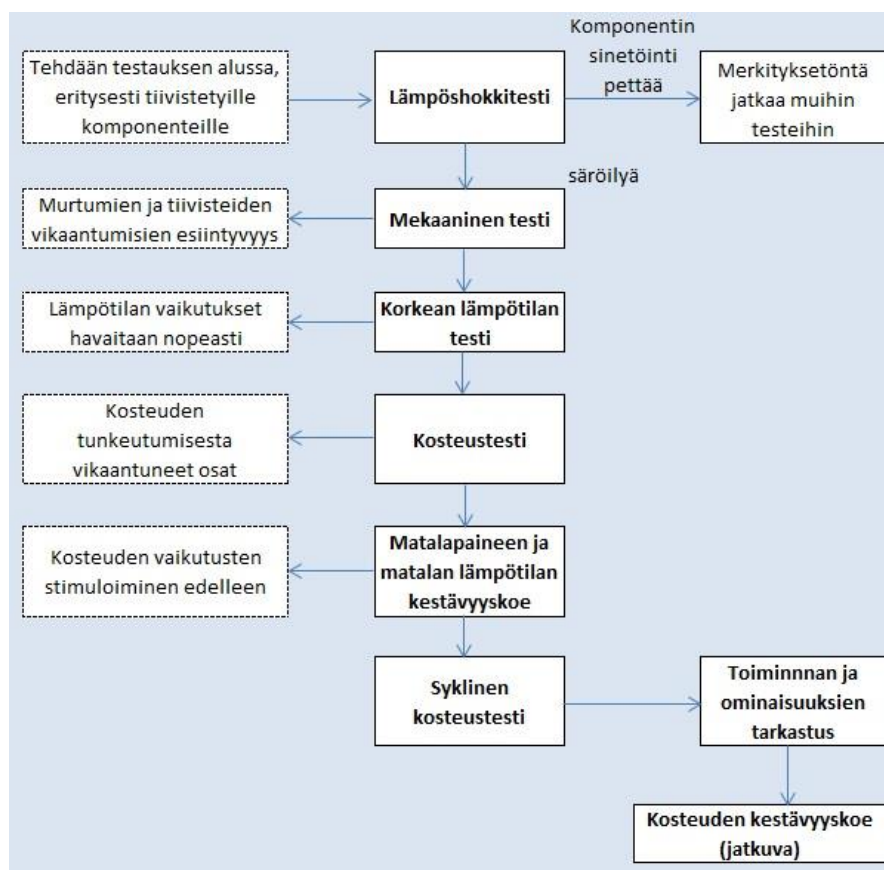 Tehdään testauksen alussa,
eritysesti tiivistetyille
komponenteille
Lämpöshokkitesti
Komponentin
sinetöinti
pettää
Merkityksetöntä
jatkaa muihin
testeihin
säröilyä
Murtumien ja tiivisteiden
vikaantumisien esiintyvyys
Mekaaninen testi
Lämpötilan vaikutukset
havaitaan nopeasti
Korkean lämpötilan
testi
Kosteuden
tunkeutumisesta
vikaantuneet osat
Kosteustesti
Kosteuden vaikutusten
stimuloiminen edelleen
Matalapaineen ja
matalan lämpötilan
kestävyyskoe
Syklinen
kosteustesti
Toiminnnan ja
ominaisuuksien
tarkastus
Kosteuden kestävyyskoe
(jatkuva)